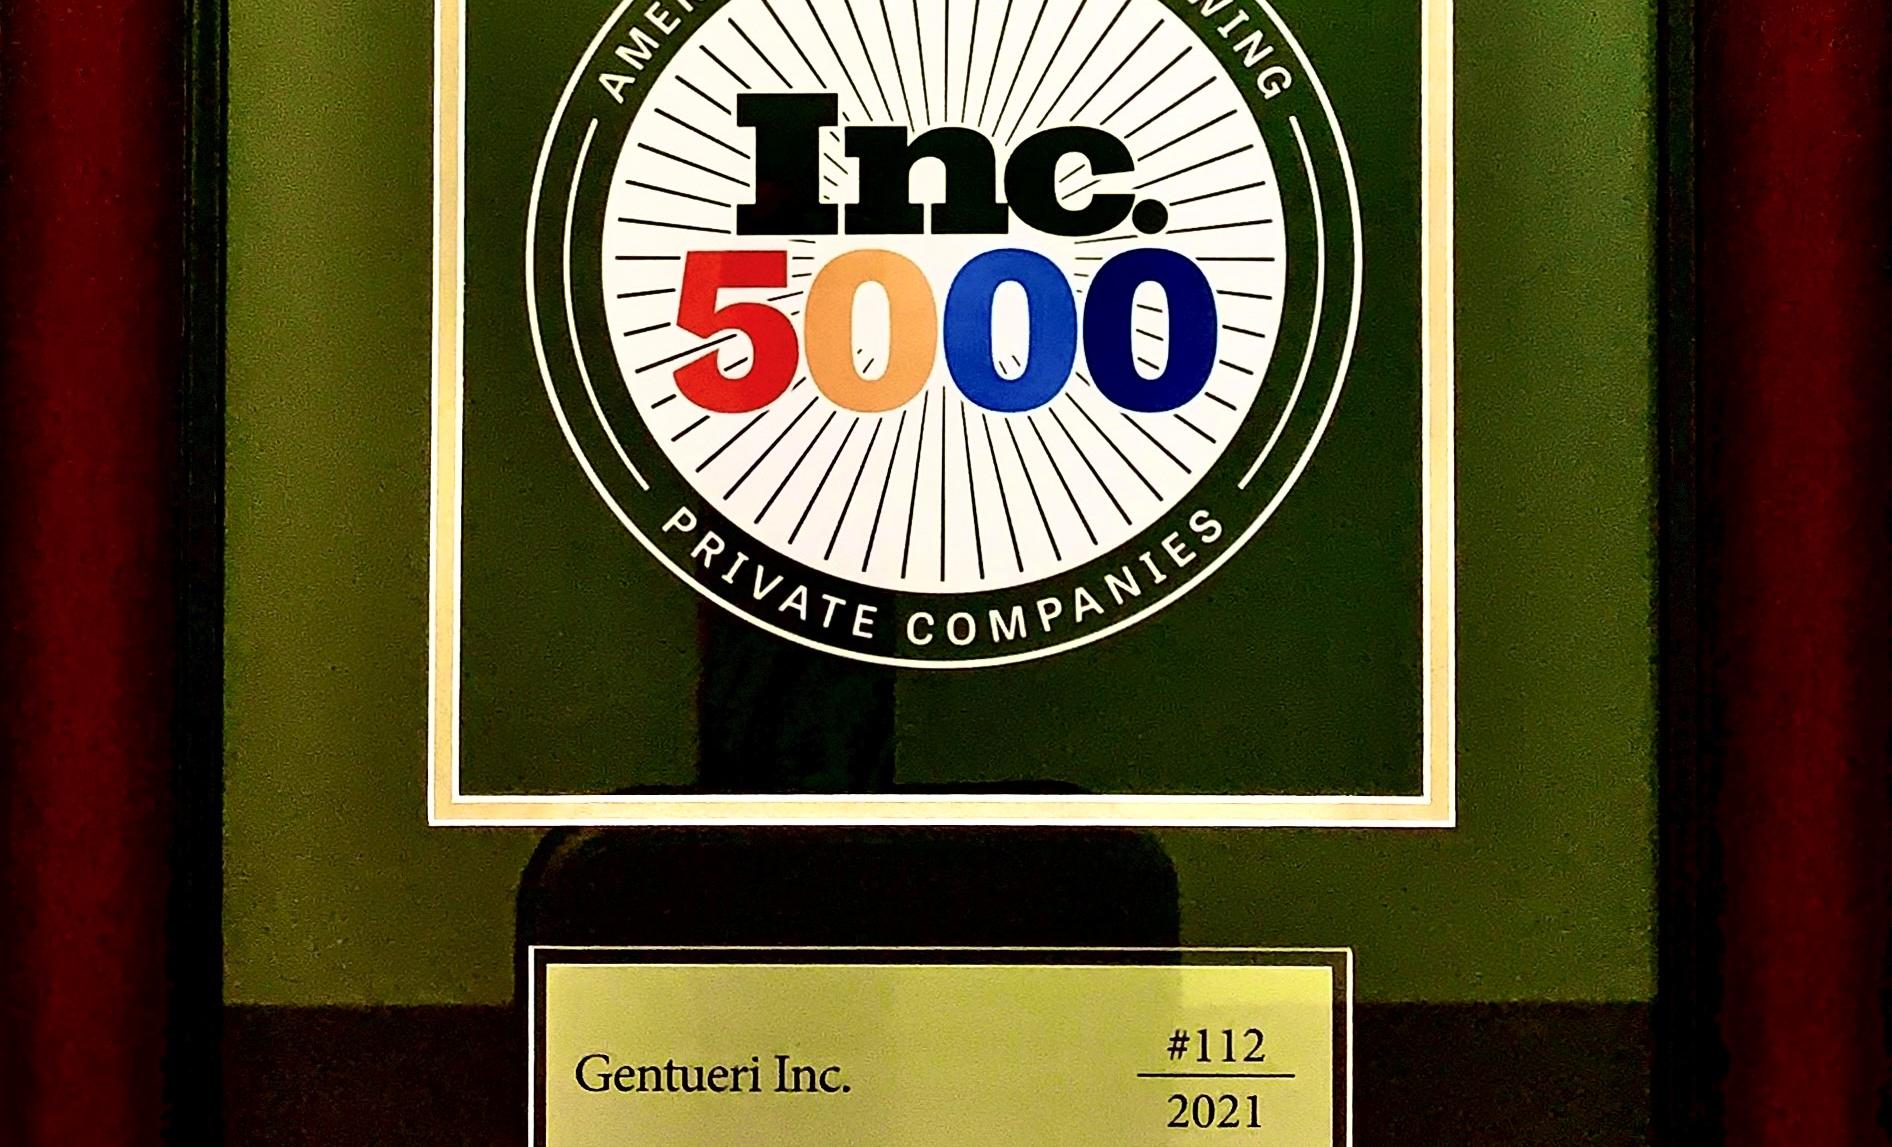 Inc.
5000
PRIVATE COMPANIES
Gentueri Inc.
#112
2021